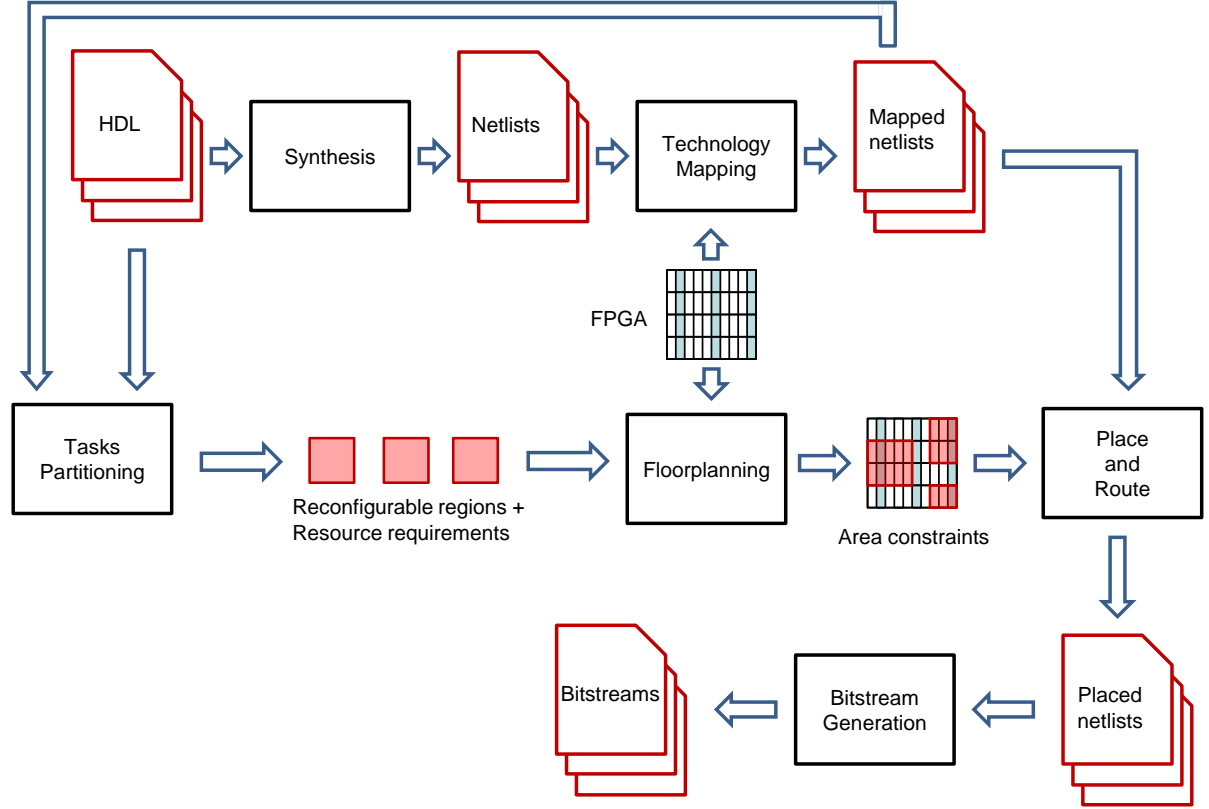 HDL
Synthesis
Netlists
Technology
Mapping
Mapped
netlists
FPGA
Tasks
Partitioning
Reconfigurable regions +
Resource requirements
Floorplanning
Area constraints
Place
and
Route
Bitstreams
Bitstream
Generation
Placed
netlists